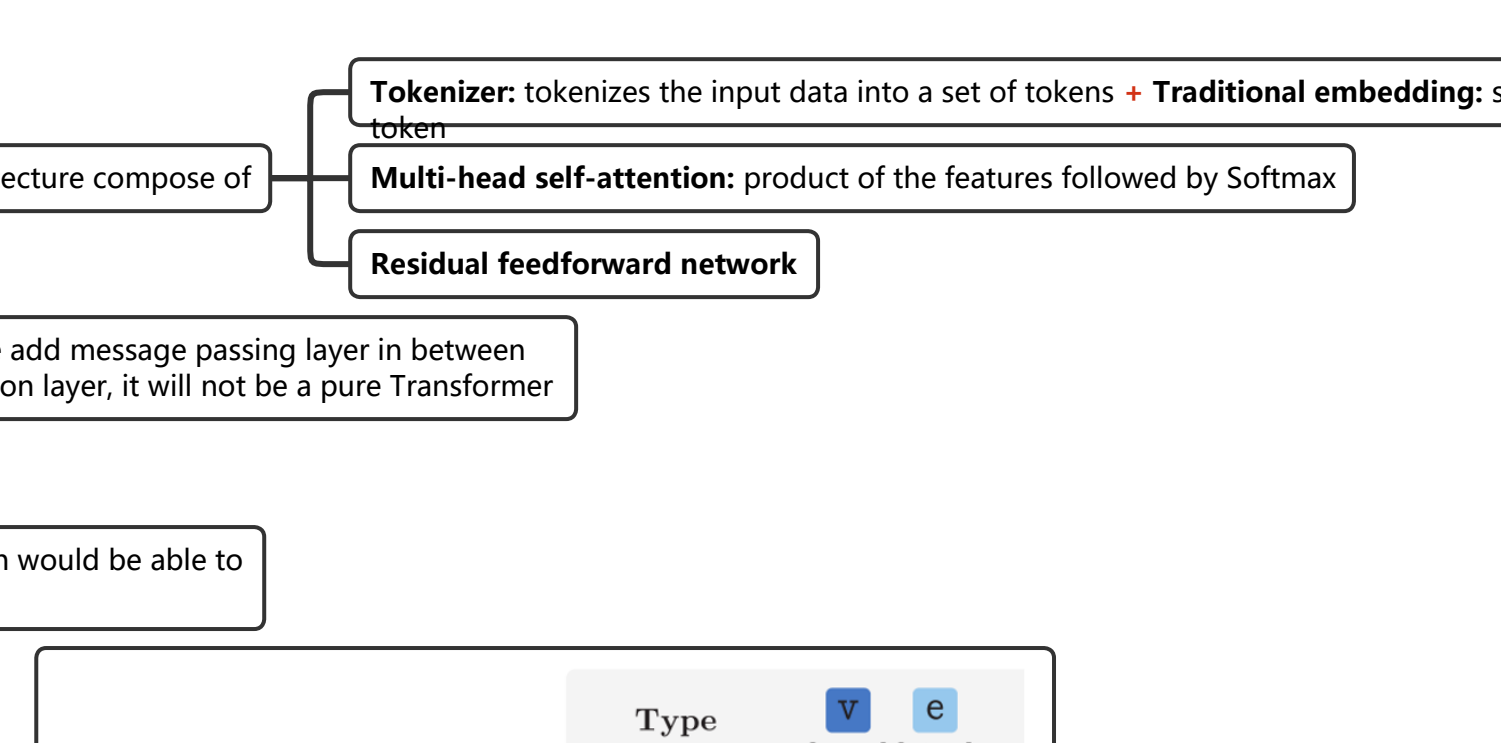 Tokenizer: tokenizes the input data into a set of tokens + Traditional embedding:
token
compose of
Multi-head self-attention: product of the features followed by Softmax
Residual feedforward network
add message passing layer in between
layer, it will not be a pure Transformer
would be able to
Type v e